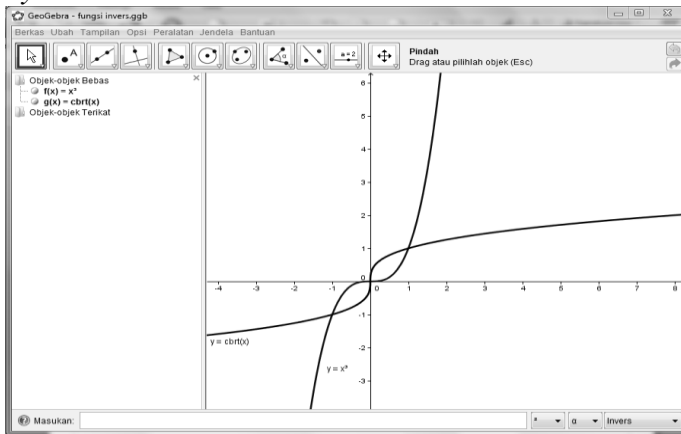 GeoGebra - fungsi invers.ggb
Berkas Ubah Tampilan Opsi Peralatan Jendela Bantuan
A
α
a = 2
Pindah
Drag atau pilihlah objek (Esc)
Objek-objek Bebas
f(x) = x³
g(x) = cbrt(x)
Objek-objek Terikat
6
5
4
3
2
1
0
-4 -3 -2 -1 0 1 2 3 4 5 6 7 8
-1
y = cbrt(x)
-2
y = x³
-3
Masukan:
α
Invers